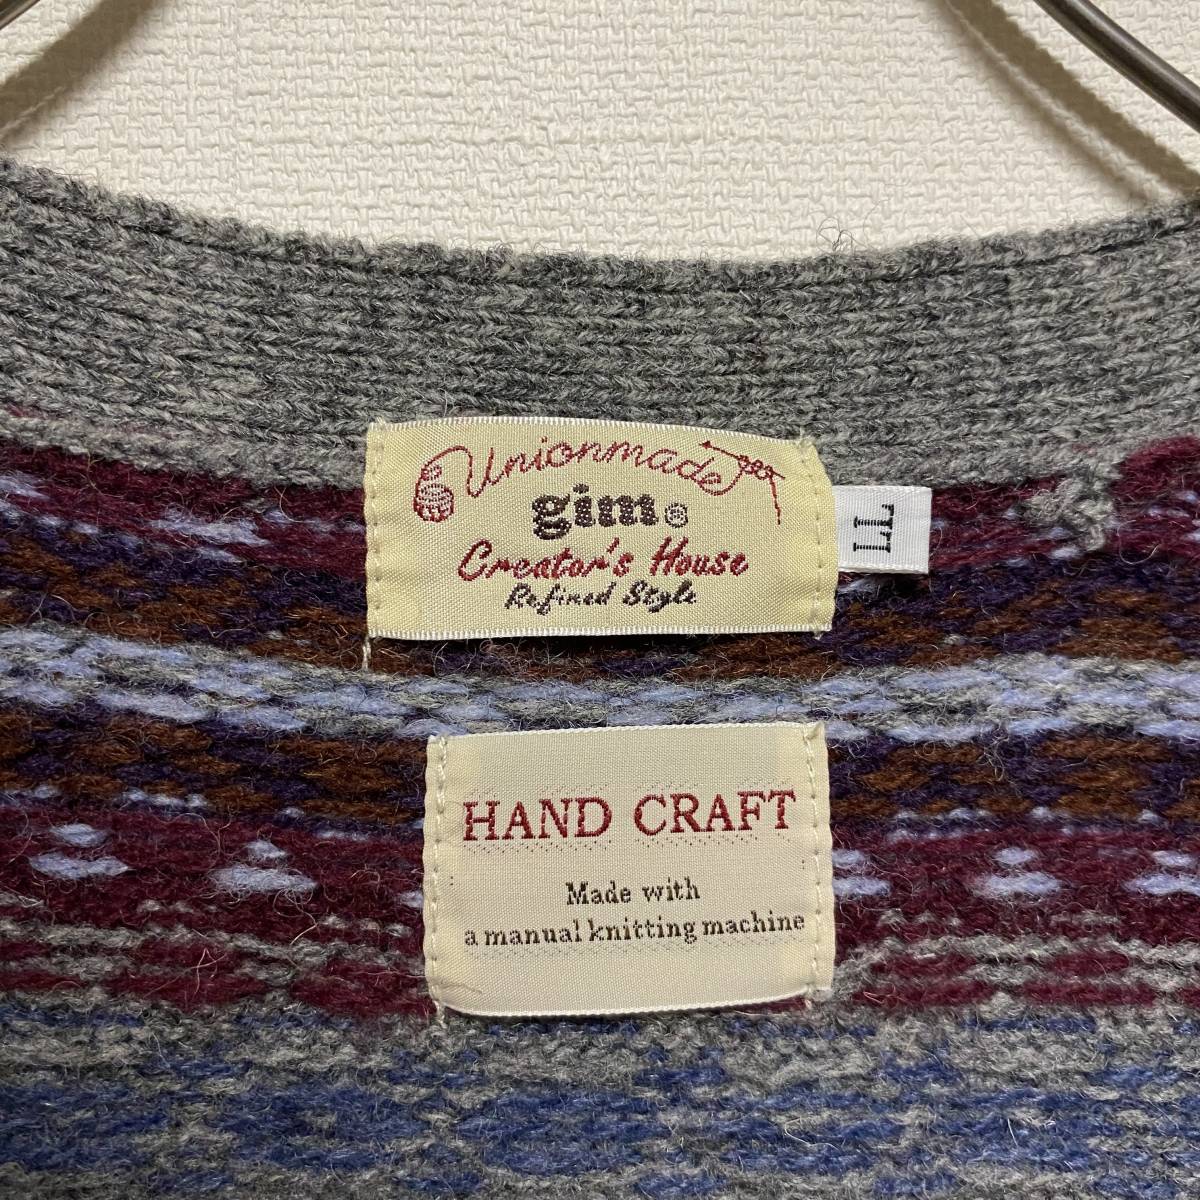 Unionmade
gim®
Creator's House
Refined Style
LL
HAND CRAFT
Made with
a manual knitting machine